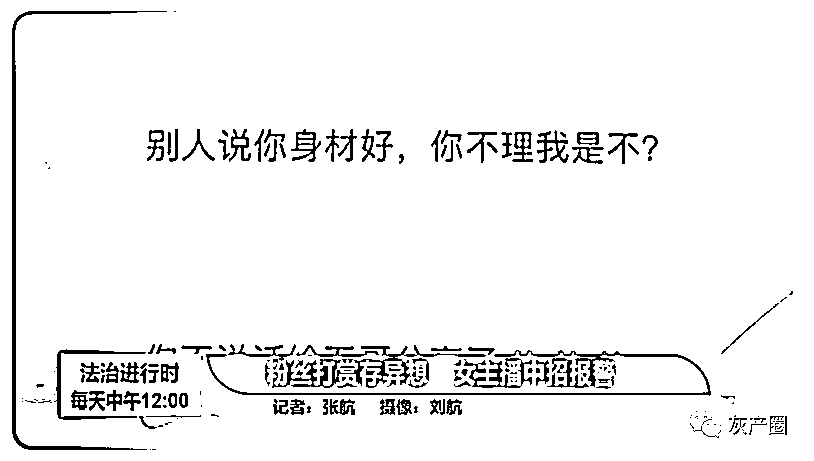 别人说你身材好，你不理我是不？
法治进行时
每天中午12:00
粉丝打赏存异想 女主播中招报警
记者：张航 摄像：刘航
灰产圈